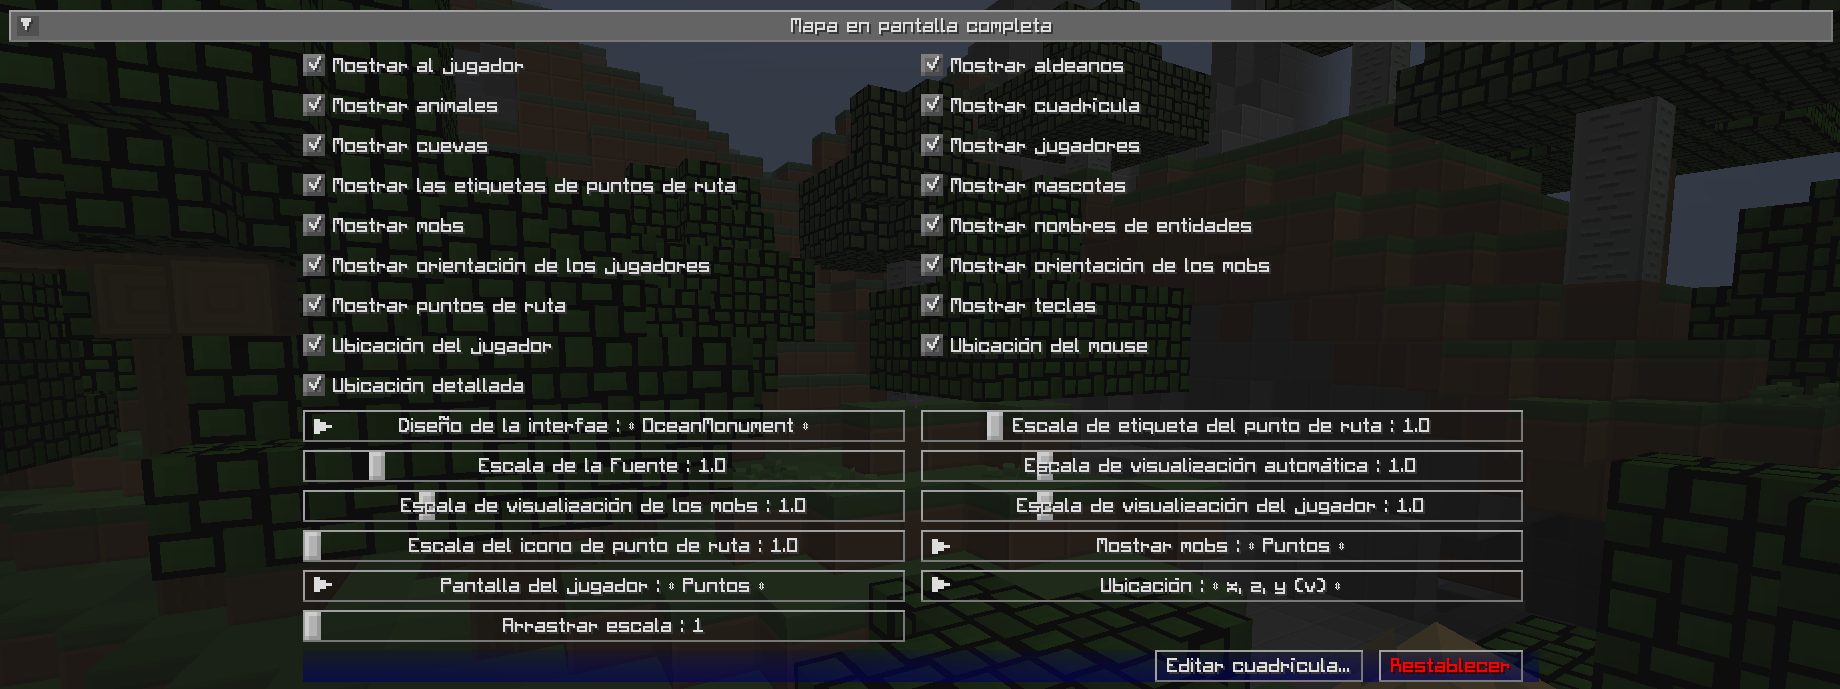 Mapa en pantalla completa
Mostrar al jugador
Mostrar aldeanos
Mostrar animales
Mostrar cuadrícula
Mostrar cuevas
Mostrar jugadores
Mostrar las etiquetas de puntos de ruta
Mostrar mascotas
Mostrar mobs
Mostrar nombres de entidades
Mostrar orientación de los jugadores
Mostrar orientación de los mobs
Mostrar puntos de ruta
Mostrar teclas
Ubicación del jugador
Ubicación del mouse
Ubicación detallada
Diseño de la interfaz : OceanMonument
Escala de etiqueta del punto de ruta : 1.0
Escala de la Fuente : 1.0
Escala de visualización automática : 1.0
Escala de visualización de los mobs : 1.0
Escala de visualización del jugador : 1.0
Escala del icono de punto de ruta : 1.0
Mostrar mobs : Puntos
Pantalla del jugador : Puntos
Ubicación : x, z, y (v)
Arrastrar escala : 1
Editar cuadrícula...
Restablecer